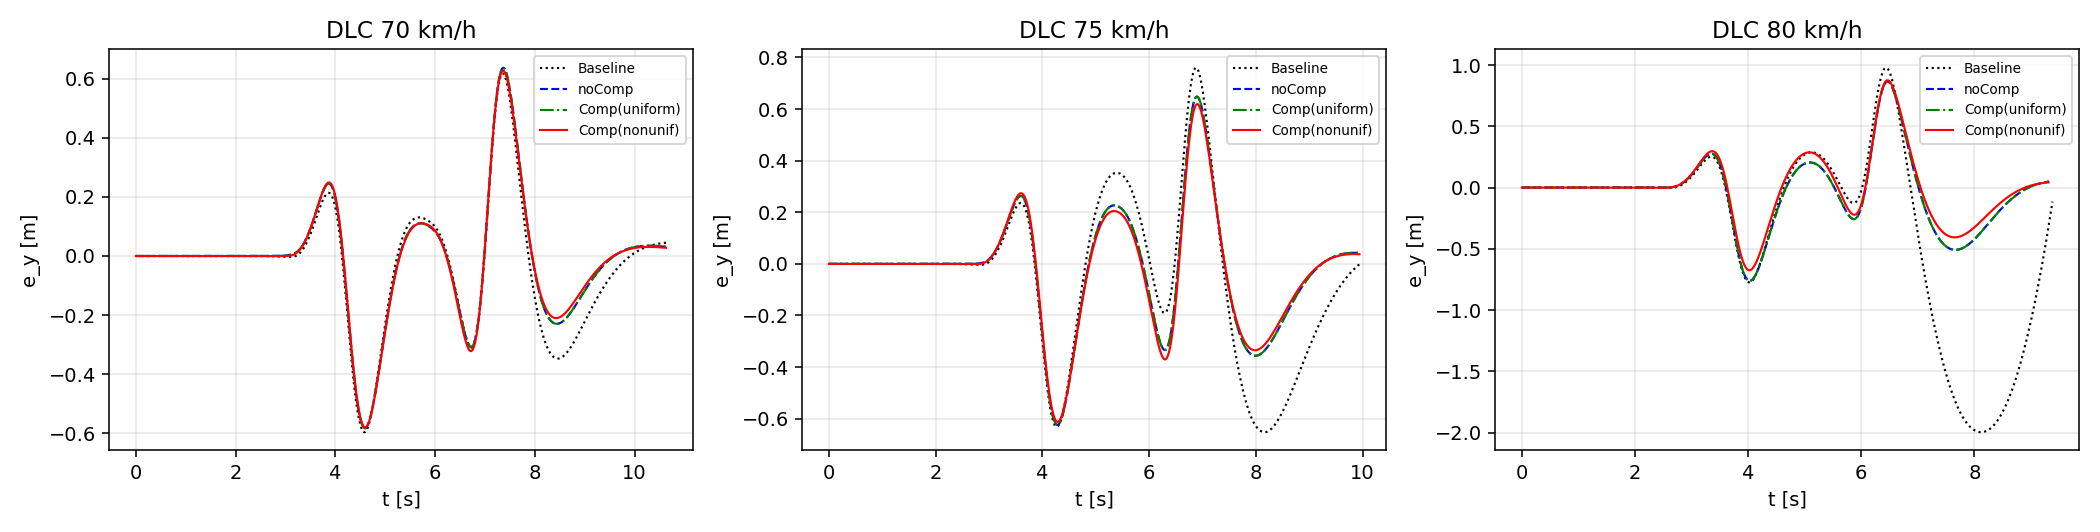 DLC 70 km/h
e_y [m]
0.6
0.4
0.2
0.0
−0.2
−0.4
−0.6
Baseline
noComp
Comp(uniform)
Comp(nonunif)
0 2 4 6 8 10
t [s]
DLC 75 km/h
e_y [m]
0.8
0.6
0.4
0.2
0.0
−0.2
−0.4
−0.6
Baseline
noComp
Comp(uniform)
Comp(nonunif)
0 2 4 6 8 10
t [s]
DLC 80 km/h
e_y [m]
1.0
0.5
0.0
−0.5
−1.0
−1.5
−2.0
Baseline
noComp
Comp(uniform)
Comp(nonunif)
0 2 4 6 8
t [s]